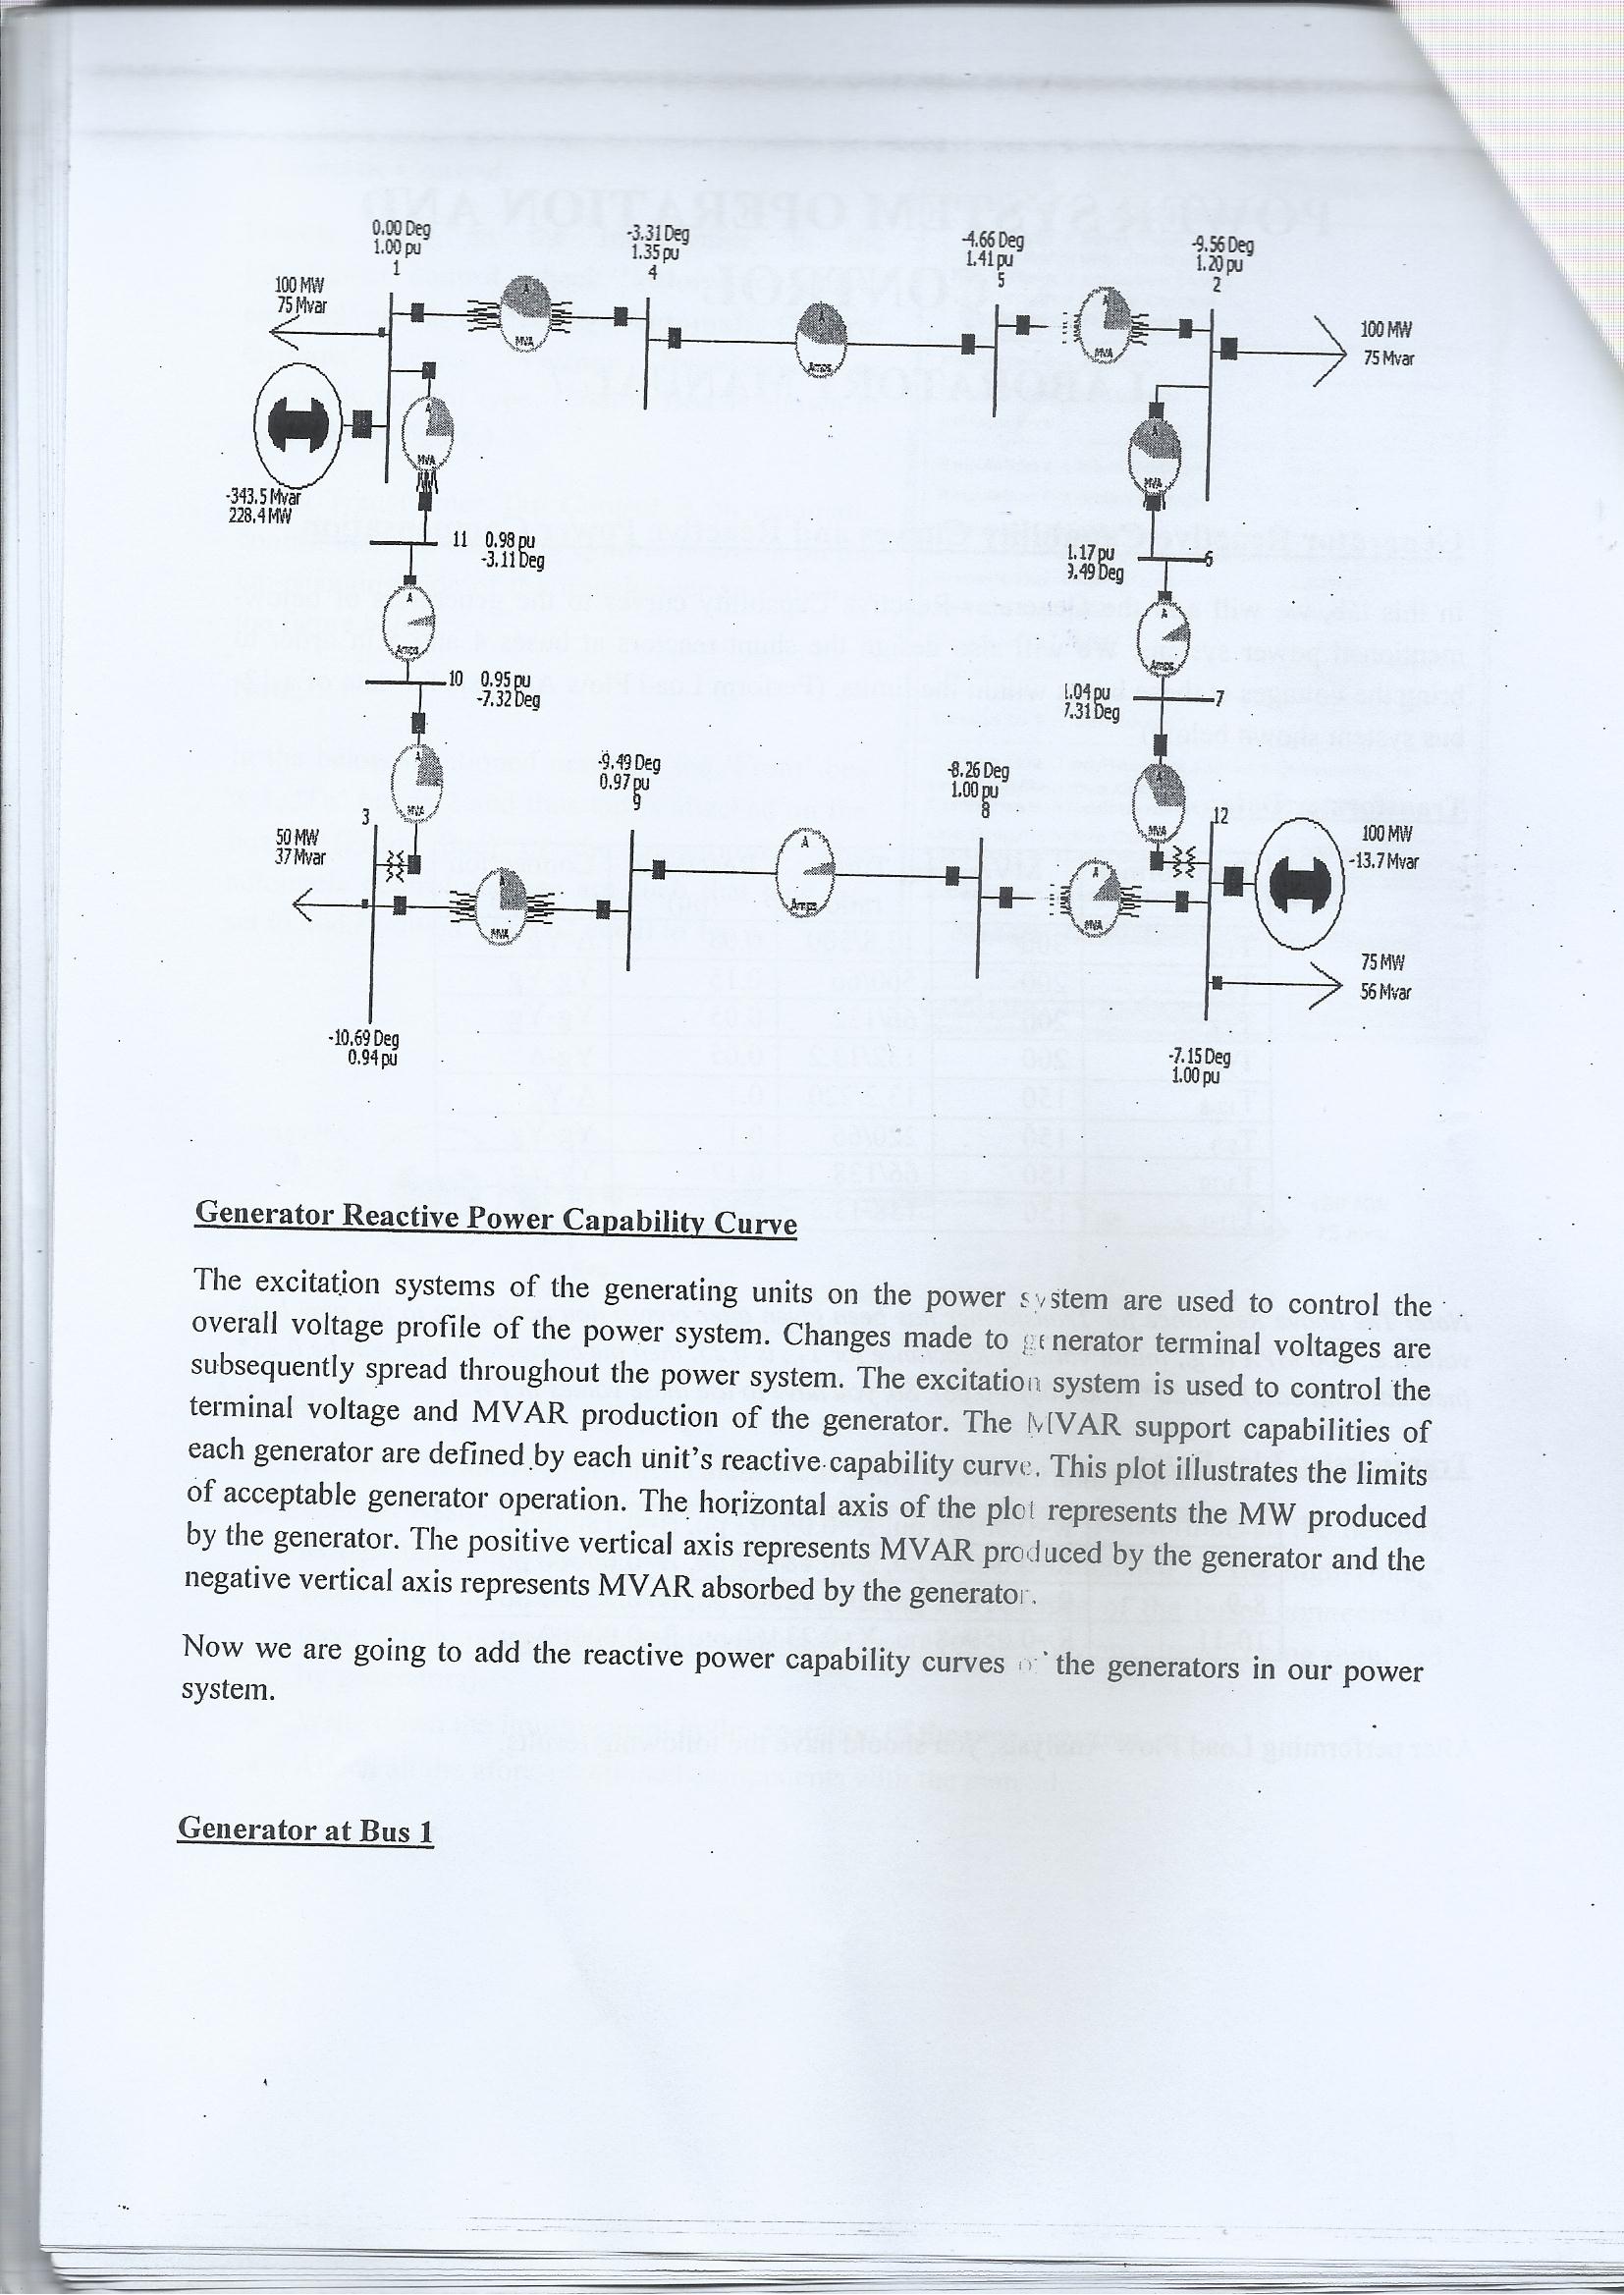 0.00 Deg
1.00 pu
1
-3.31 Deg
1.35 pu
4
-4.66 Deg
1.41 pu
5
-9.56 Deg
1.20 pu
2
100 MW
75 Mvar
A
MVA
A
Amps
A
MVA
100 MW
75 Mvar
A
MVA
A
MVA
-343.5 Mvar
228.4 MW
11 0.98 pu
-3.11 Deg
1.17 pu
9.49 Deg
6
A
Amps
A
Amps
10 0.95 pu
-7.32 Deg
1.04 pu
7.31 Deg
7
A
MVA
-9.49 Deg
0.97 pu
9
-8.26 Deg
1.00 pu
8
A
MVA
3
12
50 MW
37 Mvar
100 MW
-13.7 Mvar
A
MVA
A
Amps
A
MVA
75 MW
56 Mvar
-10.69 Deg
0.94 pu
-7.15 Deg
1.00 pu
Generator Reactive Power Capability Curve
The excitation systems of the generating units on the power system are used to control the
overall voltage profile of the power system. Changes made to generator terminal voltages are
subsequently spread throughout the power system. The excitation system is used to control the
terminal voltage and MVAR production of the generator. The MVAR support capabilities of
each generator are defined by each unit's reactive capability curve. This plot illustrates the limits
of acceptable generator operation. The horizontal axis of the plot represents the MW produced
by the generator. The positive vertical axis represents MVAR produced by the generator and the
negative vertical axis represents MVAR absorbed by the generator.
Now we are going to add the reactive power capability curves of the generators in our power
system.
Generator at Bus 1